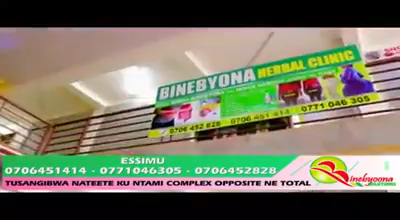 BINEBYONA HERBAL CLINIC
0706 452 828 0706 451 414 0771 046 305
ESSIMU
0706451414 - 0771046305 - 0706452828
Binebyoona
TUSANGIBWA NATEETE KU NTAMI COMPLEX OPPOSITE NE TOTAL